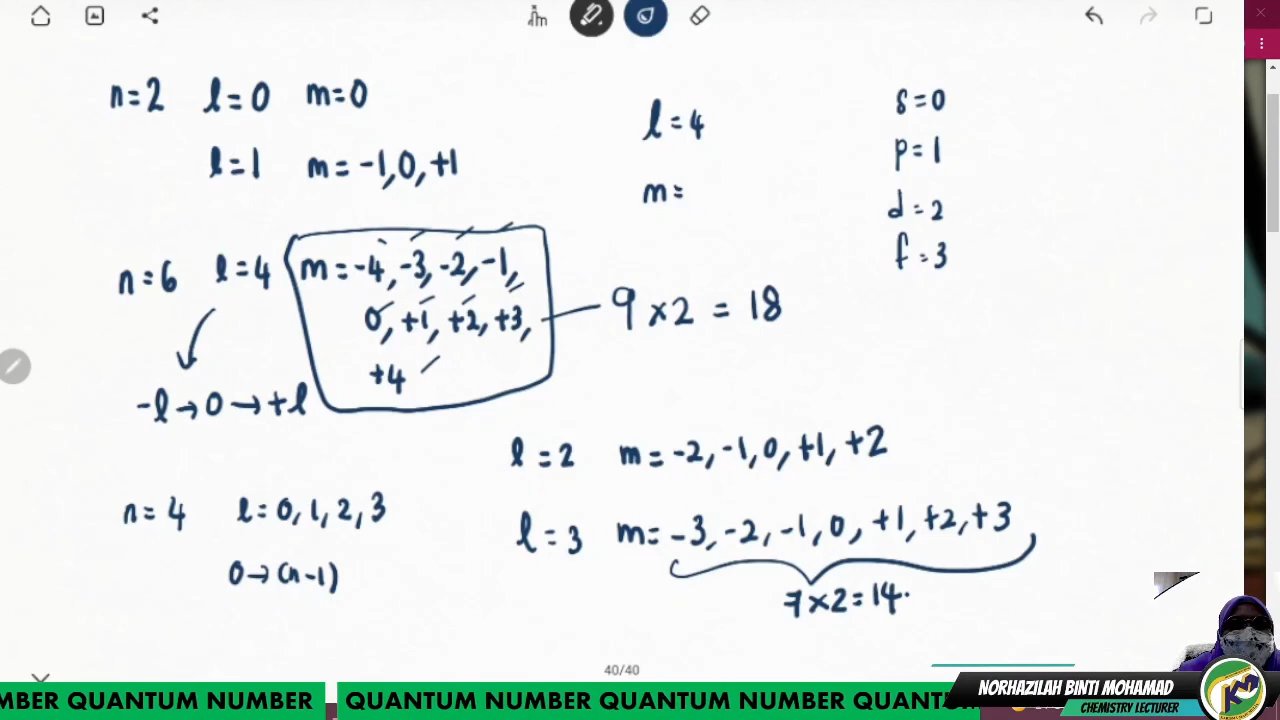 n=2 l=0 m=0
l=1 m=-1,0,+1
l=4
m=
s=0
p=1
d=2
f=3
n=6 l=4 m=-4,-3,-2,-1,
0,+1,+2,+3,
+4
9×2=18
-l→0→+l
l=2 m=-2,-1,0,+1,+2
n=4 l=0,1,2,3
l=3 m=-3,-2,-1,0,+1,+2,+3
0→(n-1)
7×2=14.
40/40
MBER QUANTUM NUMBER QUANTUM NUMBER QUANT
NORHAZILAH BINTI MOHAMAD
CHEMISTRY LECTURER